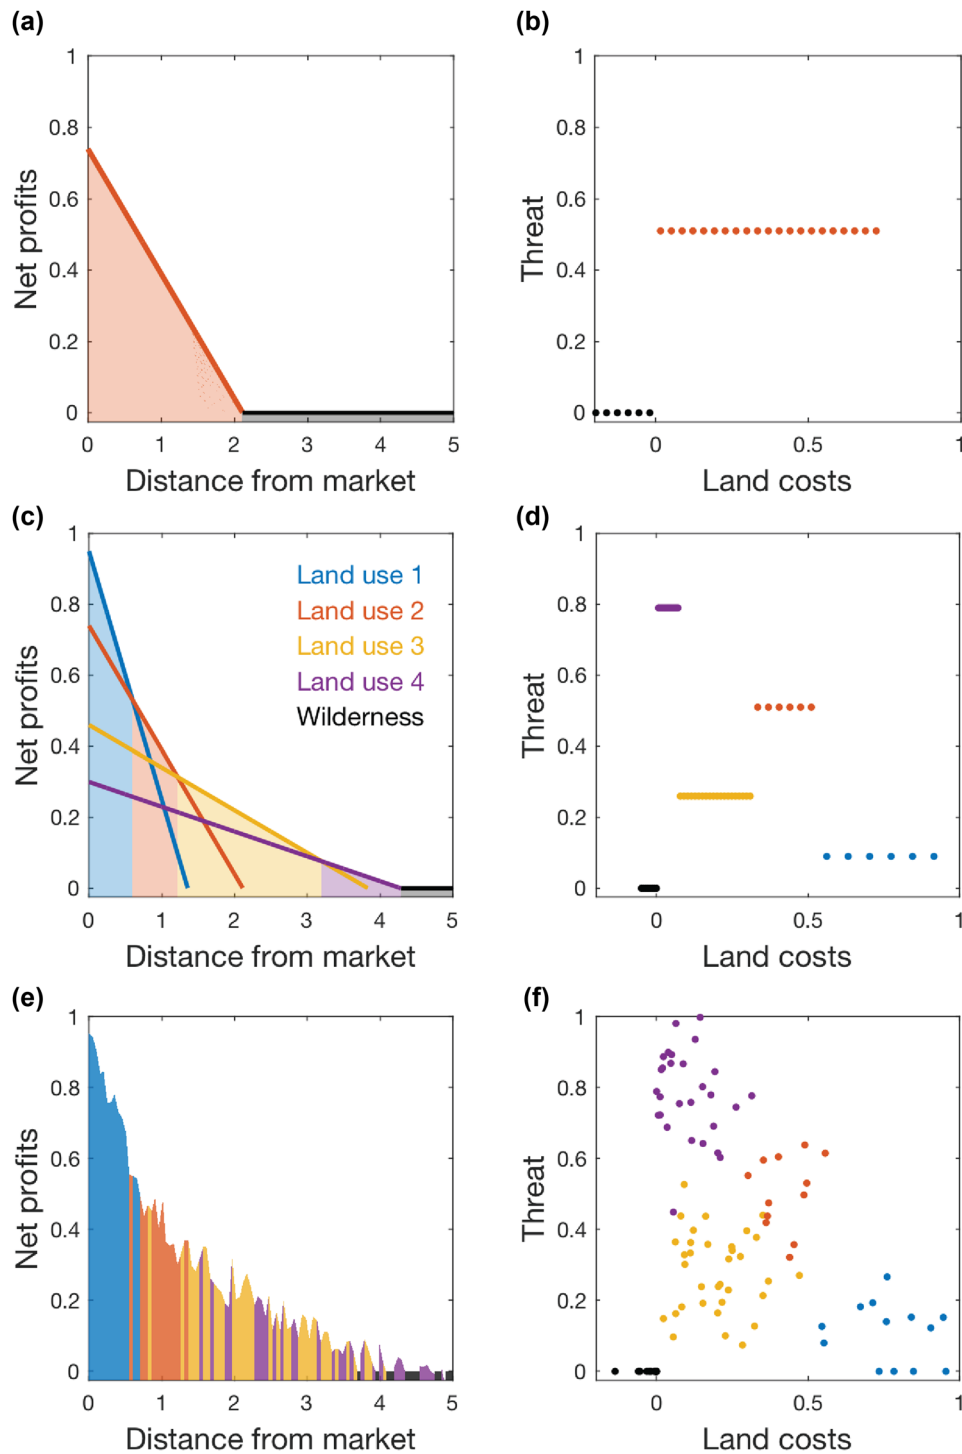 (a)
1
0.8
0.6
0.4
0.2
0
Net profits
0 1 2 3 4 5
Distance from market
(b)
1
0.8
0.6
0.4
0.2
0
Threat
0 0.5 1
Land costs
(c)
1
0.8
0.6
0.4
0.2
0
Net profits
Land use 1
Land use 2
Land use 3
Land use 4
Wilderness
0 1 2 3 4 5
Distance from market
(d)
1
0.8
0.6
0.4
0.2
0
Threat
0 0.5 1
Land costs
(e)
1
0.8
0.6
0.4
0.2
0
Net profits
0 1 2 3 4 5
Distance from market
(f)
1
0.8
0.6
0.4
0.2
0
Threat
0 0.5 1
Land costs